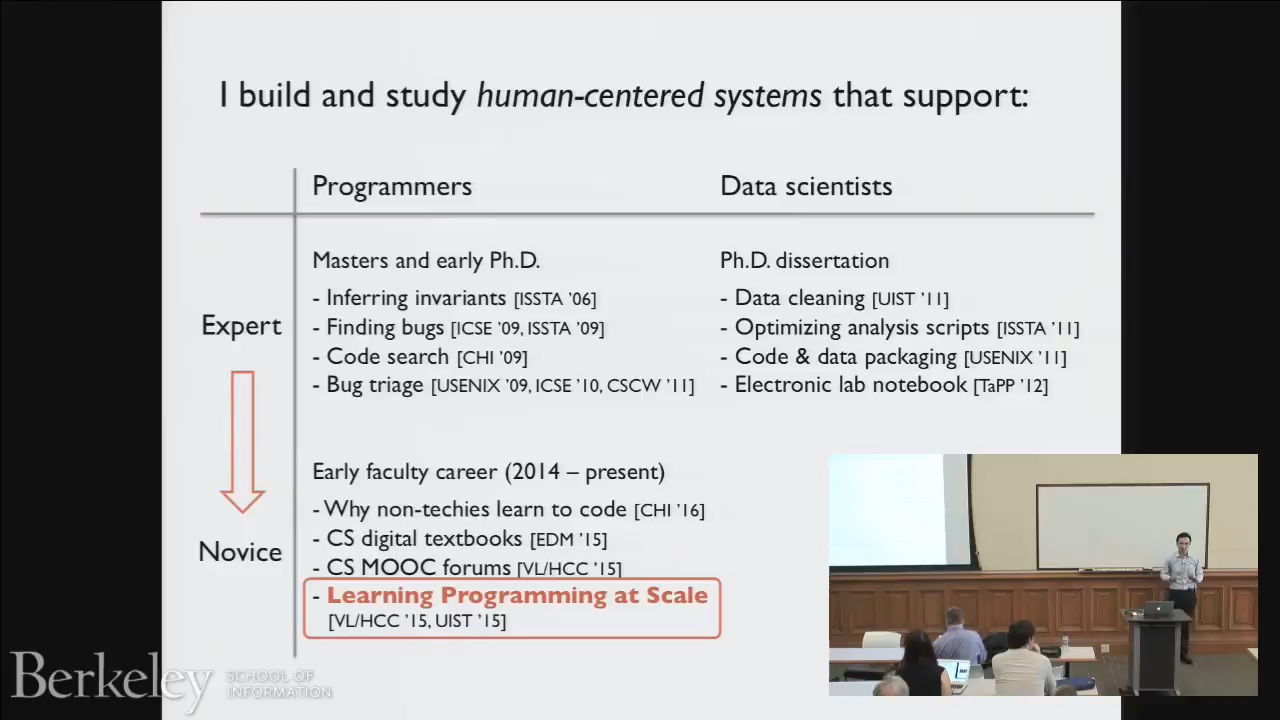 I build and study human-centered systems that support:
Programmers
Data scientists
Expert
Masters and early Ph.D.
- Inferring invariants [ISSTA '06]
- Finding bugs [ICSE '09, ISSTA '09]
- Code search [CHI '09]
- Bug triage [USENIX '09, ICSE '10, CSCW '11]
Ph.D. dissertation
- Data cleaning [UIST '11]
- Optimizing analysis scripts [ISSTA '11]
- Code & data packaging [USENIX '11]
- Electronic lab notebook [TaPP '12]
Novice
Early faculty career (2014 – present)
- Why non-techies learn to code [CHI '16]
- CS digital textbooks [EDM '15]
- CS MOOC forums [VL/HCC '15]
- Learning Programming at Scale
[VL/HCC '15, UIST '15]
Berkeley
SCHOOL OF
INFORMATION